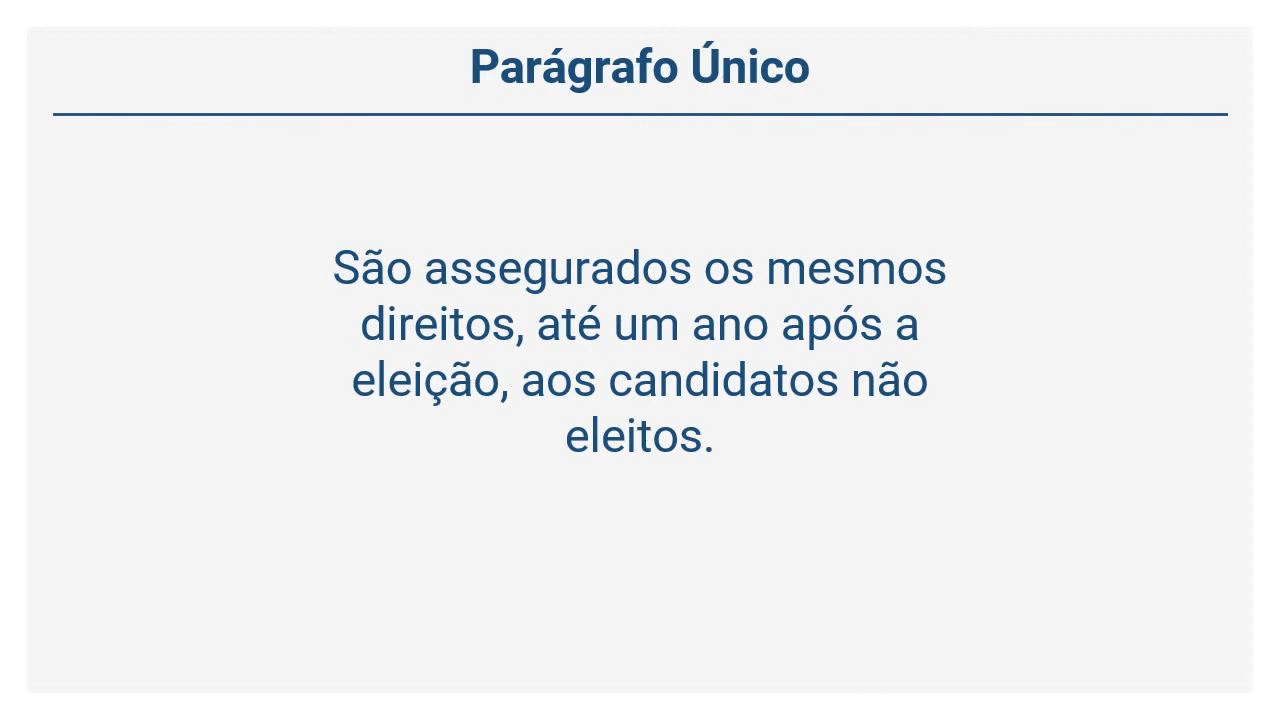 Parágrafo Único
São assegurados os mesmos
direitos, até um ano após a
eleição, aos candidatos não
eleitos.